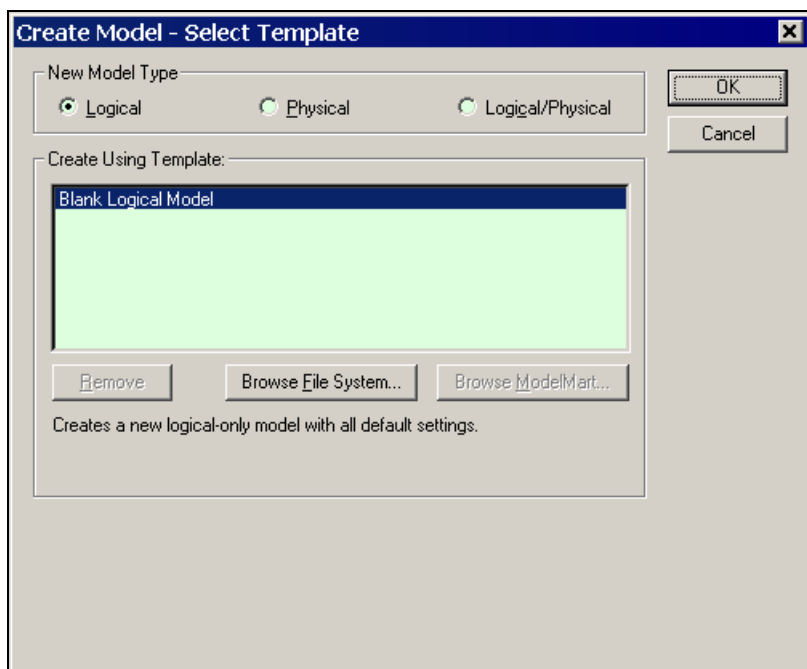 Create Model - Select Template
New Model Type
Logical
Physical
Logical/Physical
OK
Cancel
Create Using Template:
Blank Logical Model
Remove
Browse File System...
Browse ModelMart...
Creates a new logical-only model with all default settings.